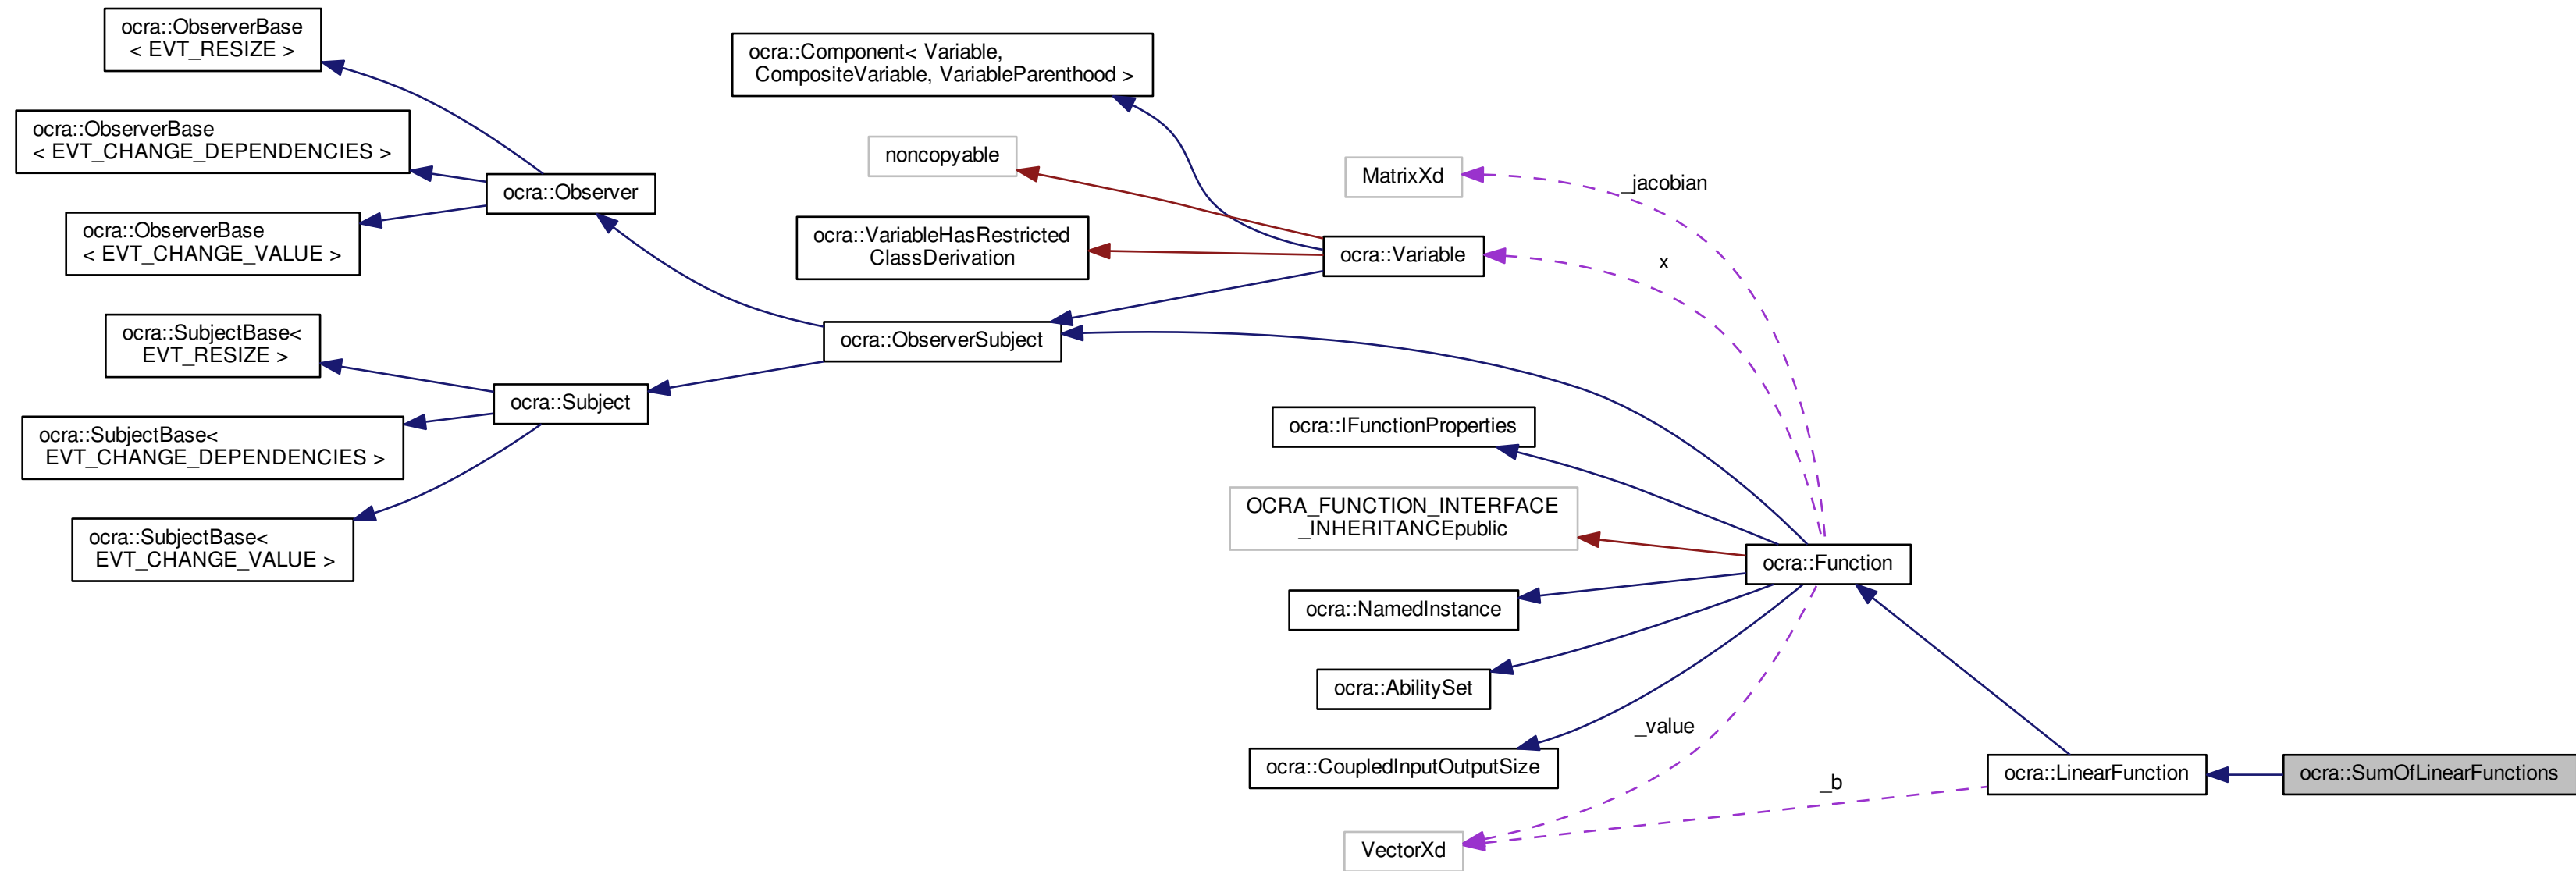 ocra::ObserverBase
< EVT_RESIZE >
ocra::ObserverBase
< EVT_CHANGE_DEPENDENCIES >
ocra::ObserverBase
< EVT_CHANGE_VALUE >
ocra::SubjectBase<
EVT_RESIZE >
ocra::SubjectBase<
EVT_CHANGE_DEPENDENCIES >
ocra::SubjectBase<
EVT_CHANGE_VALUE >
ocra::Observer
ocra::Subject
ocra::Component< Variable,
CompositeVariable, VariableParenthood >
noncopyable
ocra::VariableHasRestricted
ClassDerivation
ocra::ObserverSubject
MatrixXd
ocra::Variable
ocra::IFunctionProperties
OCRA_FUNCTION_INTERFACE
_INHERITANCEpublic
ocra::NamedInstance
ocra::AbilitySet
ocra::CoupledInputOutputSize
VectorXd
_jacobian
x
_value
ocra::Function
_b
ocra::LinearFunction
ocra::SumOfLinearFunctions